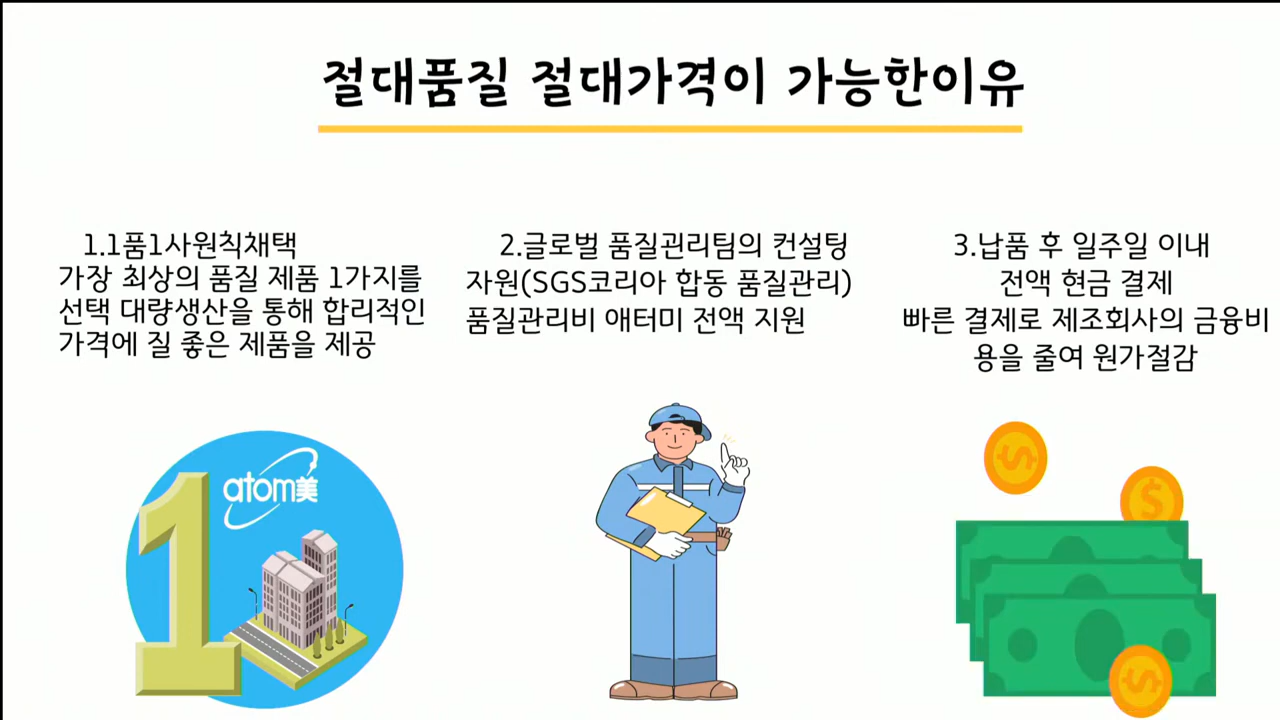 절대품질 절대가격이 가능한이유
1.1품1사원칙채택
가장 최상의 품질 제품 1가지를
선택 대량생산을 통해 합리적인
가격에 질 좋은 제품을 제공
2.글로벌 품질괸리팀의 컨설팅
자원(SGS코리아 합동 품질관리)
품질관리비 애터미 전액 지원
3.납품 후 일주일 이내
전액 현금 결제
빠른 결제로 제조회사의 금융비
용을 줄여 원가절감
atom美
1
$
$
$